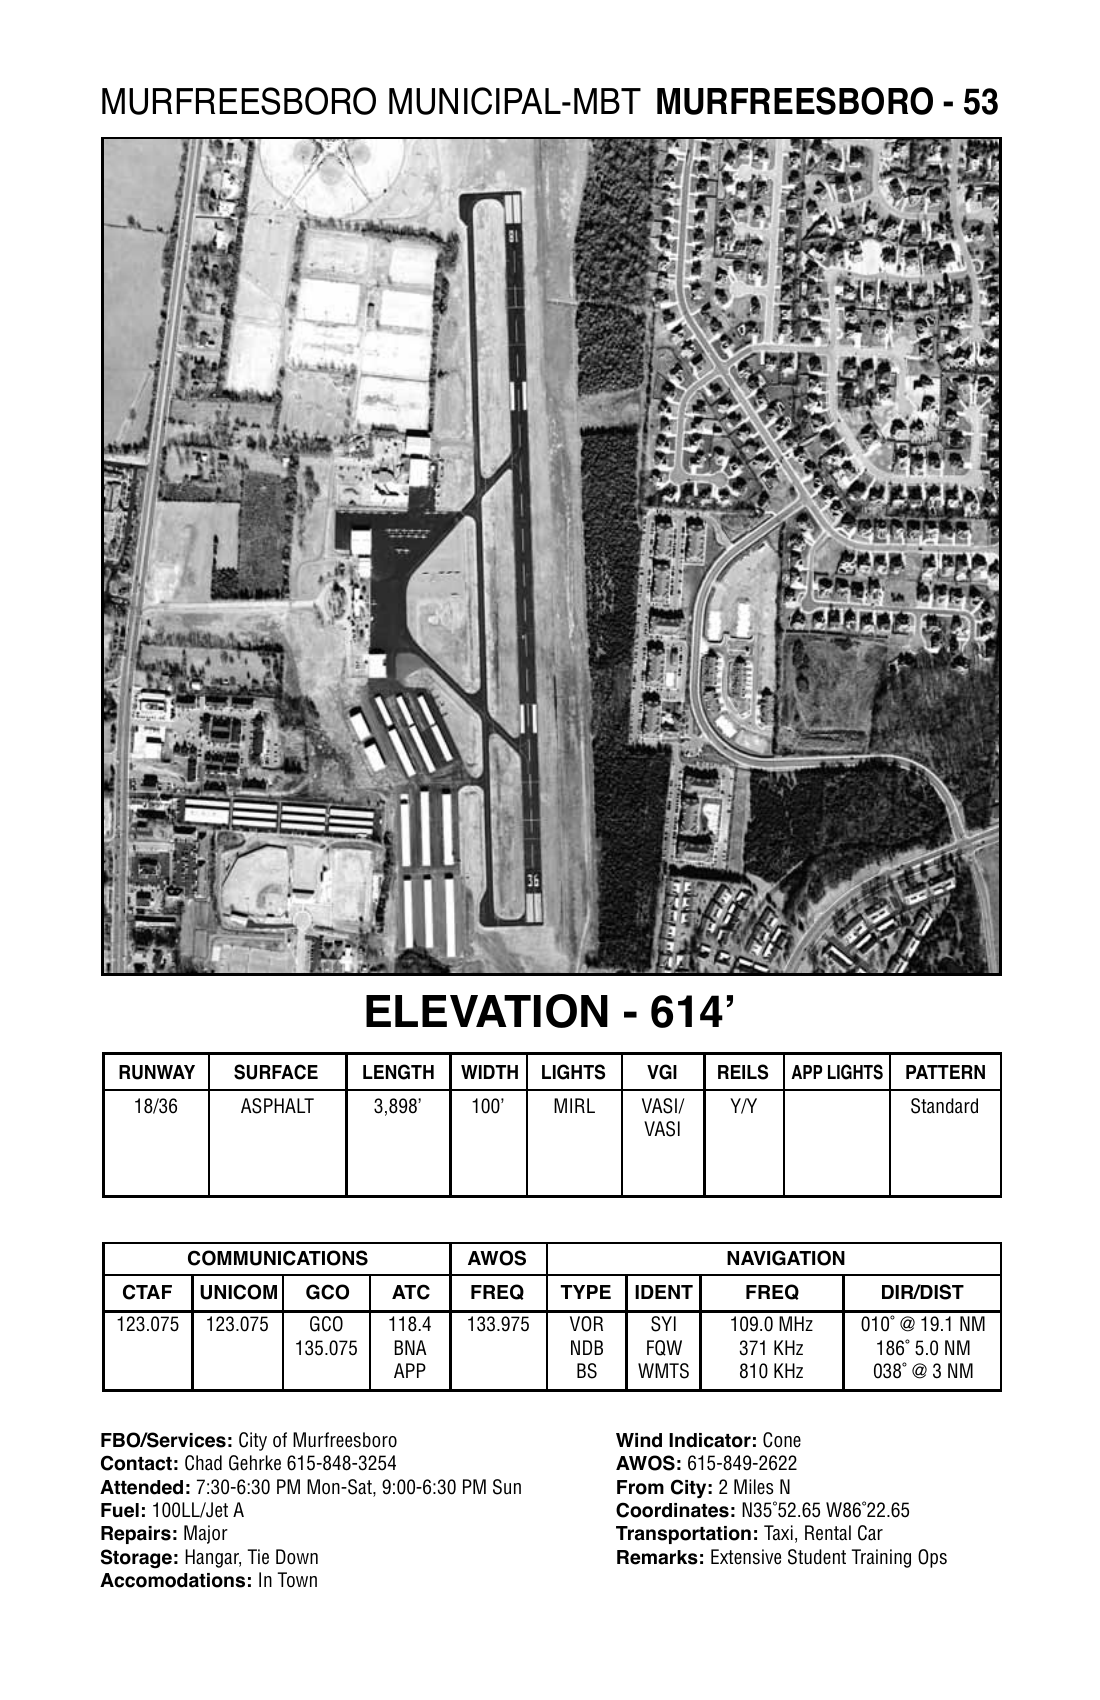 MURFREESBORO MUNICIPAL-MBT MURFREESBORO - 53
18
36
ELEVATION - 614’
RUNWAY SURFACE LENGTH WIDTH LIGHTS VGI REILS APP LIGHTS PATTERN
18/36 ASPHALT 3,898’ 100’ MIRL VASI/ Y/Y Standard
VASI
COMMUNICATIONS AWOS NAVIGATION
CTAF UNICOM GCO ATC FREQ TYPE IDENT FREQ DIR/DIST
123.075 123.075 GCO 118.4 133.975 VOR SYI 109.0 MHz 010˚ @ 19.1 NM
135.075 BNA NDB FQW 371 KHz 186˚ 5.0 NM
APP BS WMTS 810 KHz 038˚ @ 3 NM
FBO/Services: City of Murfreesboro
Contact: Chad Gehrke 615-848-3254
Attended: 7:30-6:30 PM Mon-Sat, 9:00-6:30 PM Sun
Fuel: 100LL/Jet A
Repairs: Major
Storage: Hangar, Tie Down
Accomodations: In Town
Wind Indicator: Cone
AWOS: 615-849-2622
From City: 2 Miles N
Coordinates: N35˚52.65 W86˚22.65
Transportation: Taxi, Rental Car
Remarks: Extensive Student Training Ops